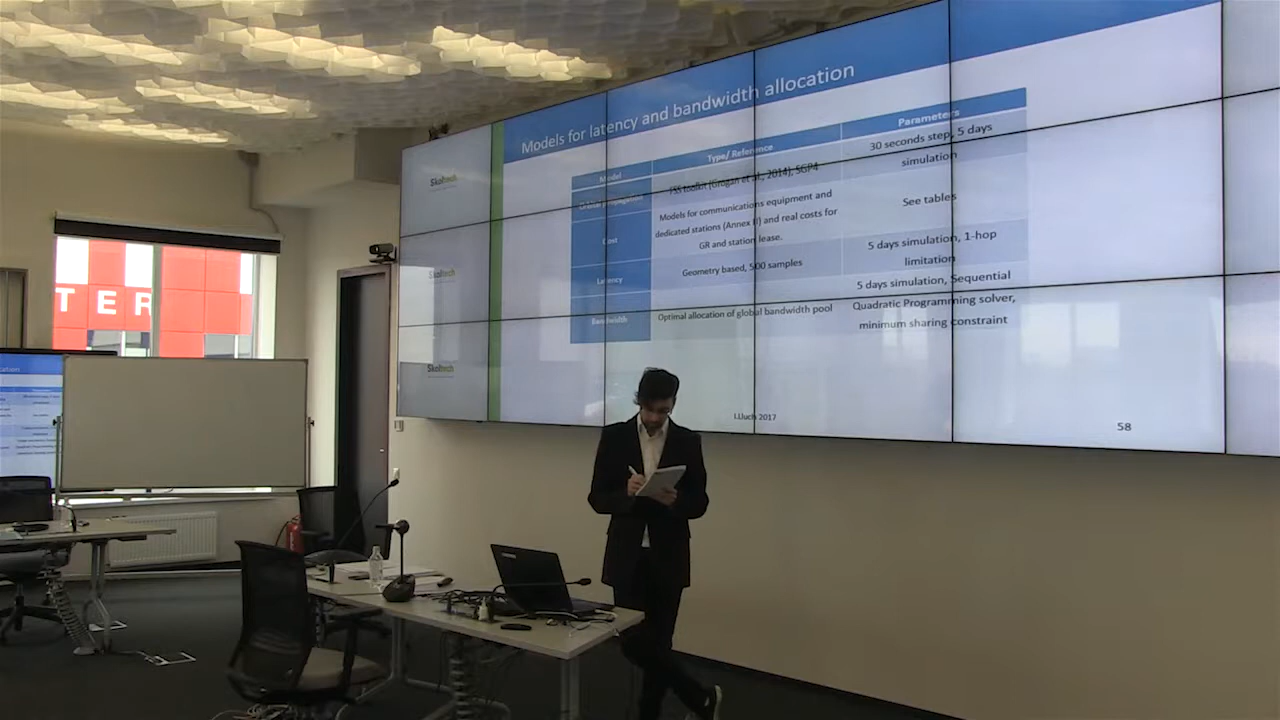 Models for latency and bandwidth allocation
Model
Type/ Reference
Parameters
Orbital propagation
FSS toolkit (Grogan et al., 2014), SGP4
30 seconds step, 5 days
simulation
Cost
Models for communications equipment and
dedicated stations (Annex II) and real costs for
GR and station lease.
See tables
Latency
Geometry based, 500 samples
5 days simulation, 1-hop
limitation
Bandwidth
Optimal allocation of global bandwidth pool
5 days simulation, Sequential
Quadratic Programming solver,
minimum sharing constraint
I.Lluch 2017
58
Skoltech
Skoltech
Skoltech
TER